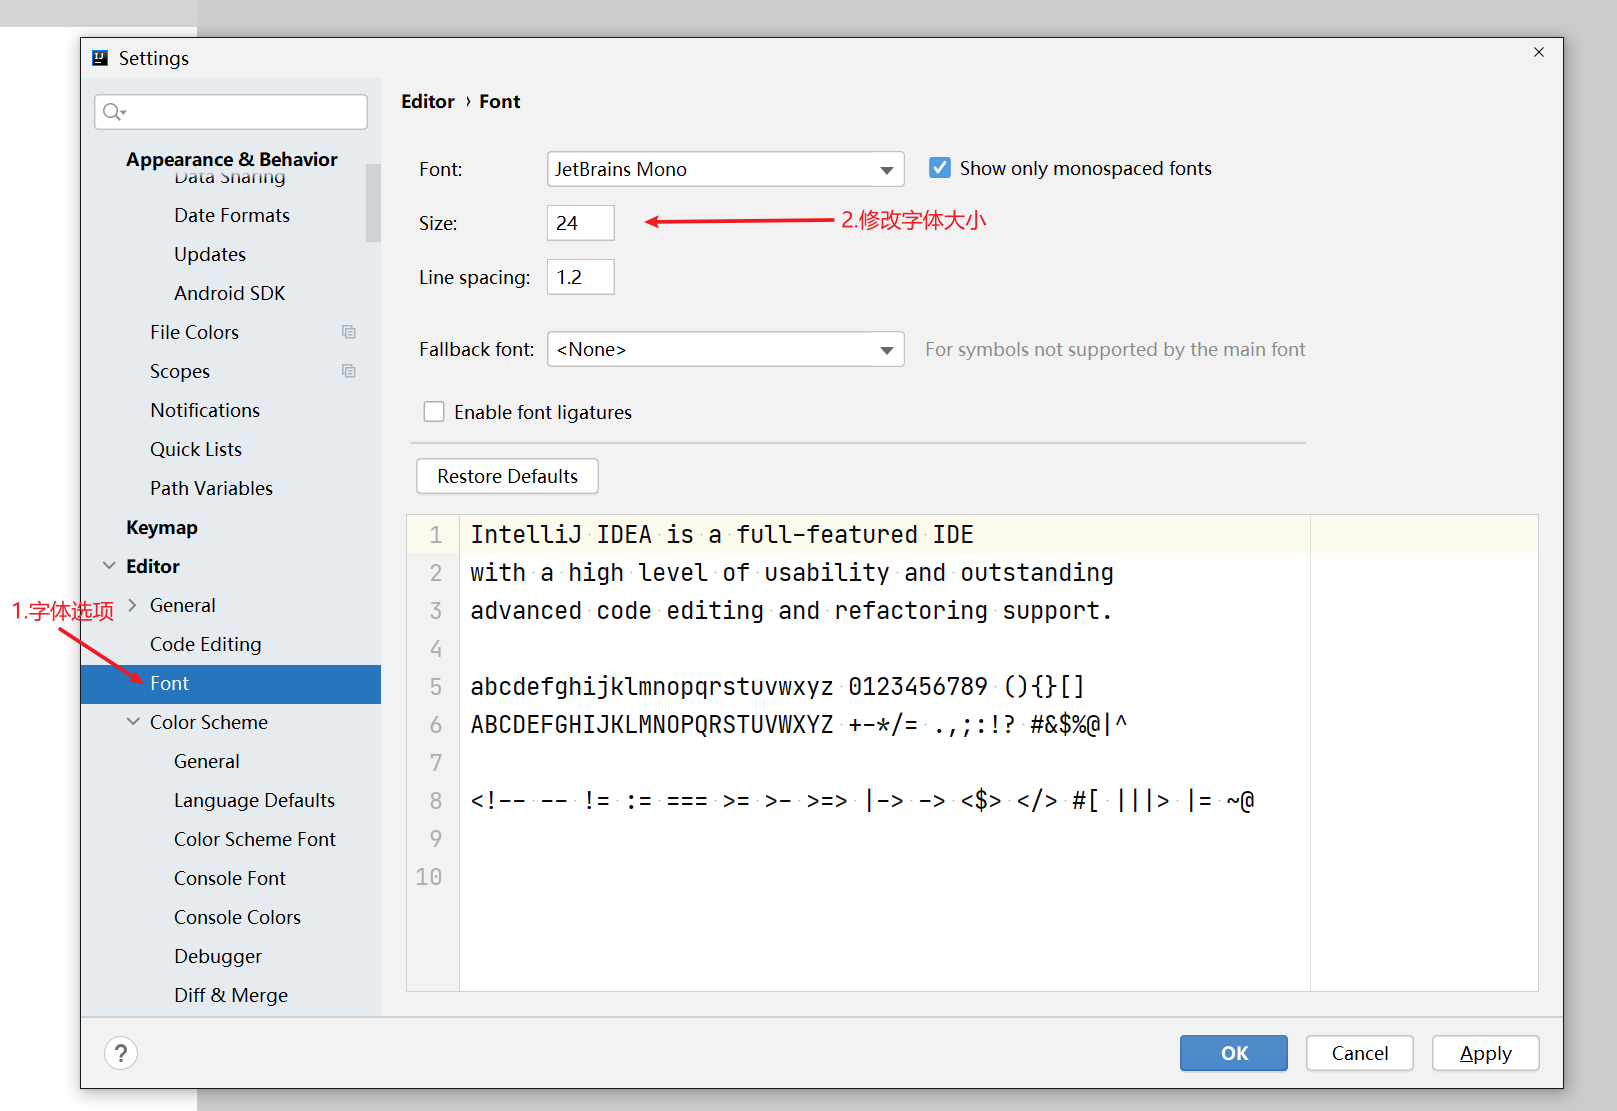 Settings
Editor › Font
Appearance & Behavior
Data Sharing
Date Formats
Updates
Android SDK
File Colors
Scopes
Notifications
Quick Lists
Path Variables
Keymap
Editor
General
Code Editing
Font
Color Scheme
General
Language Defaults
Color Scheme Font
Console Font
Console Colors
Debugger
Diff & Merge
1.字体选项
Font:
JetBrains Mono
Show only monospaced fonts
Size:
24
2.修改字体大小
Line spacing:
1.2
Fallback font:
<None>
For symbols not supported by the main font
Enable font ligatures
Restore Defaults
1 IntelliJ IDEA is a full-featured IDE
2 with a high level of usability and outstanding
3 advanced code editing and refactoring support.
4
5 abcdefghijklmnopqrstuvwxyz 0123456789 (){}[]
6 ABCDEFGHIJKLMNOPQRSTUVWXYZ +-*/= .,;:!? #&$%@|^
7
8 <!-- -- != := === >= >- >=> |-> -> <$> </> #[ |||> |= ~@
9
10
?
OK
Cancel
Apply